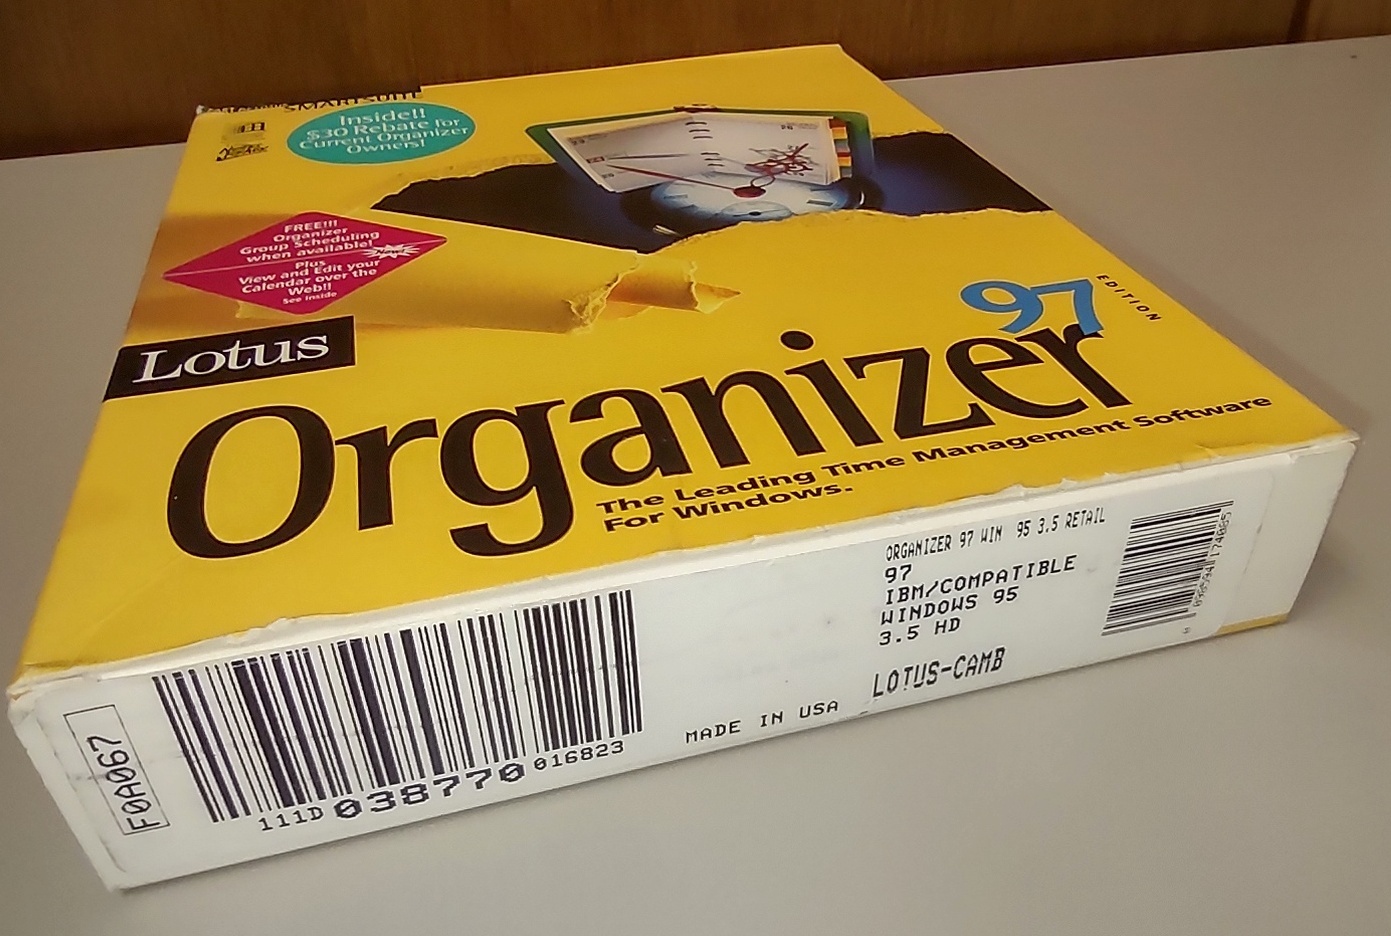 SMARTSUITE
Inside!!
$30 Rebate for
Current Organizer
Owners!
FREE!!!
Organizer
Group Scheduling
when available!
Plus
View and Edit your
Calendar over the
Web!!
See inside
Lotus
97
EDITION
Organizer
The Leading Time Management Software
For Windows.
F0A067
111D 038770 016823
MADE IN USA
ORGANIZER 97 WIN 95 3.5 RETAIL
97
IBM/COMPATIBLE
WINDOWS 95
3.5 HD
LOTUS-CAMB